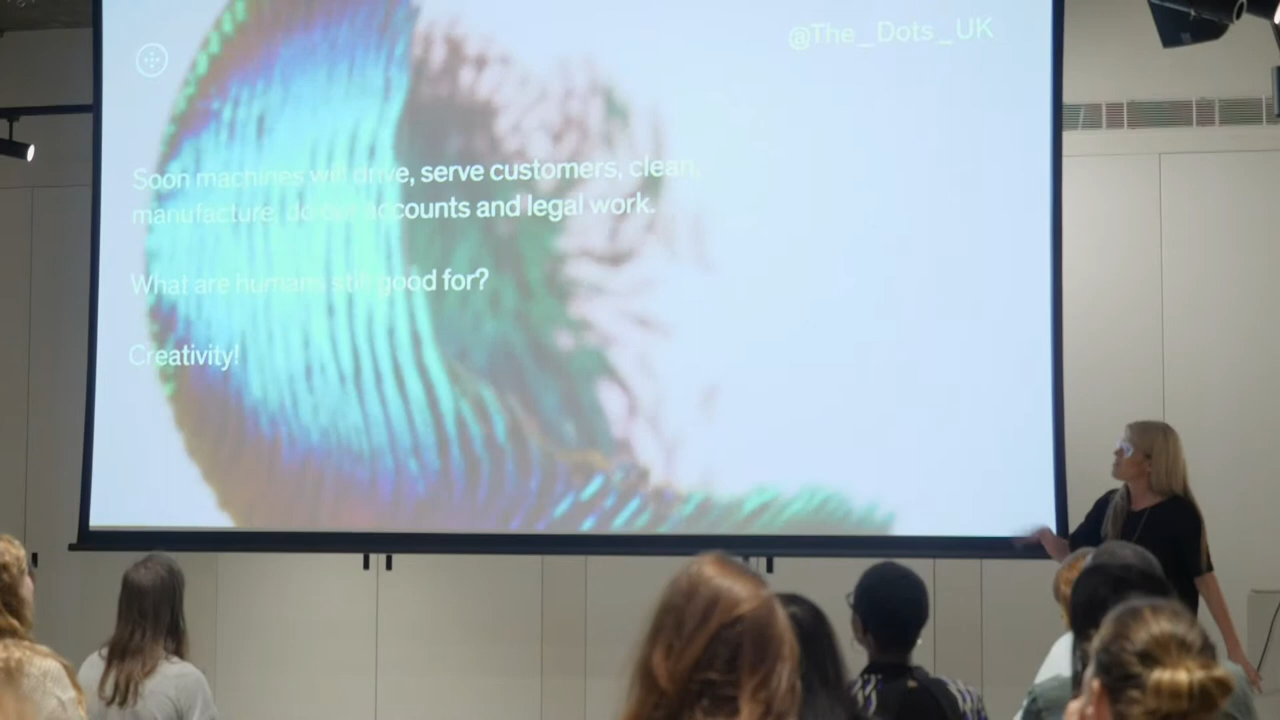 @The_Dots_UK
Soon machines will drive, serve customers, clean,
manufacture, do our accounts and legal work.
What are humans still good for?
Creativity!